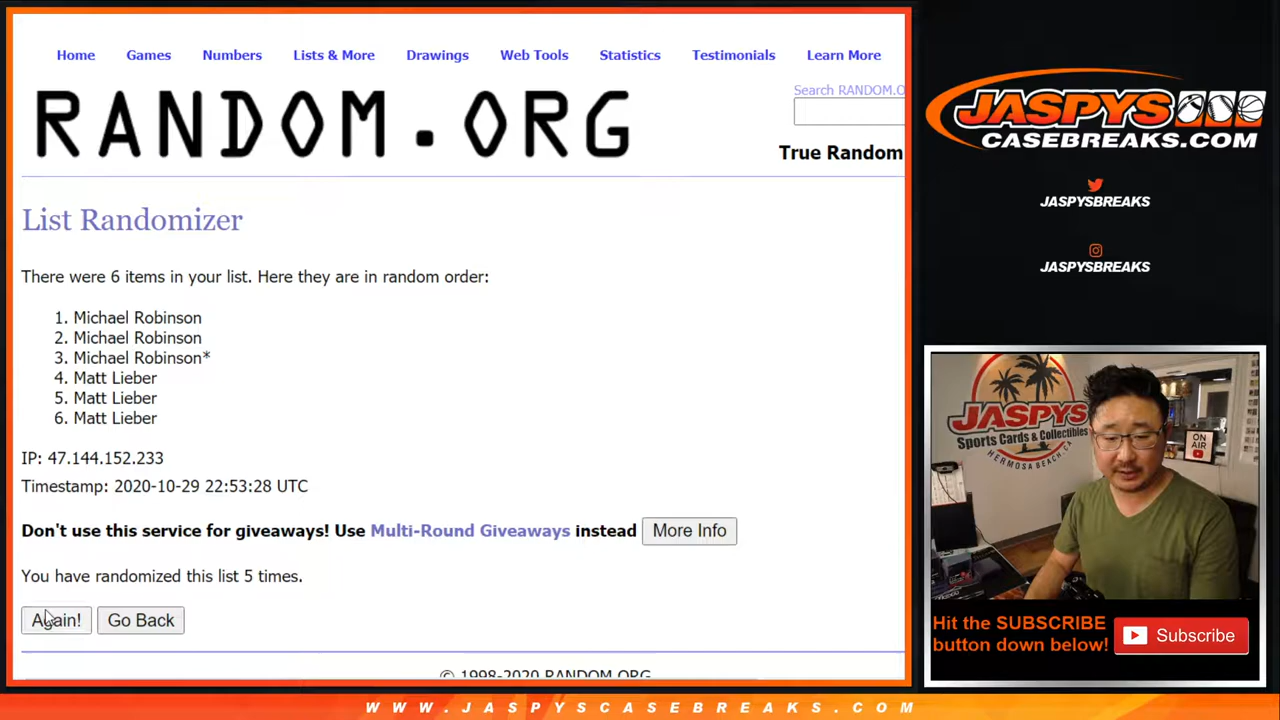 Home Games Numbers Lists & More Drawings Web Tools Statistics Testimonials Learn More
Search RANDOM.O
RANDOM.ORG
True Random
List Randomizer
There were 6 items in your list. Here they are in random order:
1. Michael Robinson
2. Michael Robinson
3. Michael Robinson*
4. Matt Lieber
5. Matt Lieber
6. Matt Lieber
IP: 47.144.152.233
Timestamp: 2020-10-29 22:53:28 UTC
Don't use this service for giveaways! Use Multi-Round Giveaways instead More Info
You have randomized this list 5 times.
Again! Go Back
© 1998-2020 RANDOM.ORG
JASPYS
CASEBREAKS.COM
JASPYSBREAKS
JASPYSBREAKS
JASPYS
Sports Cards & Collectibles
HERMOSA BEACH, CA
ON
AIR
Hit the SUBSCRIBE
button down below!
Subscribe
WWW.JASPYSCASEBREAKS.COM